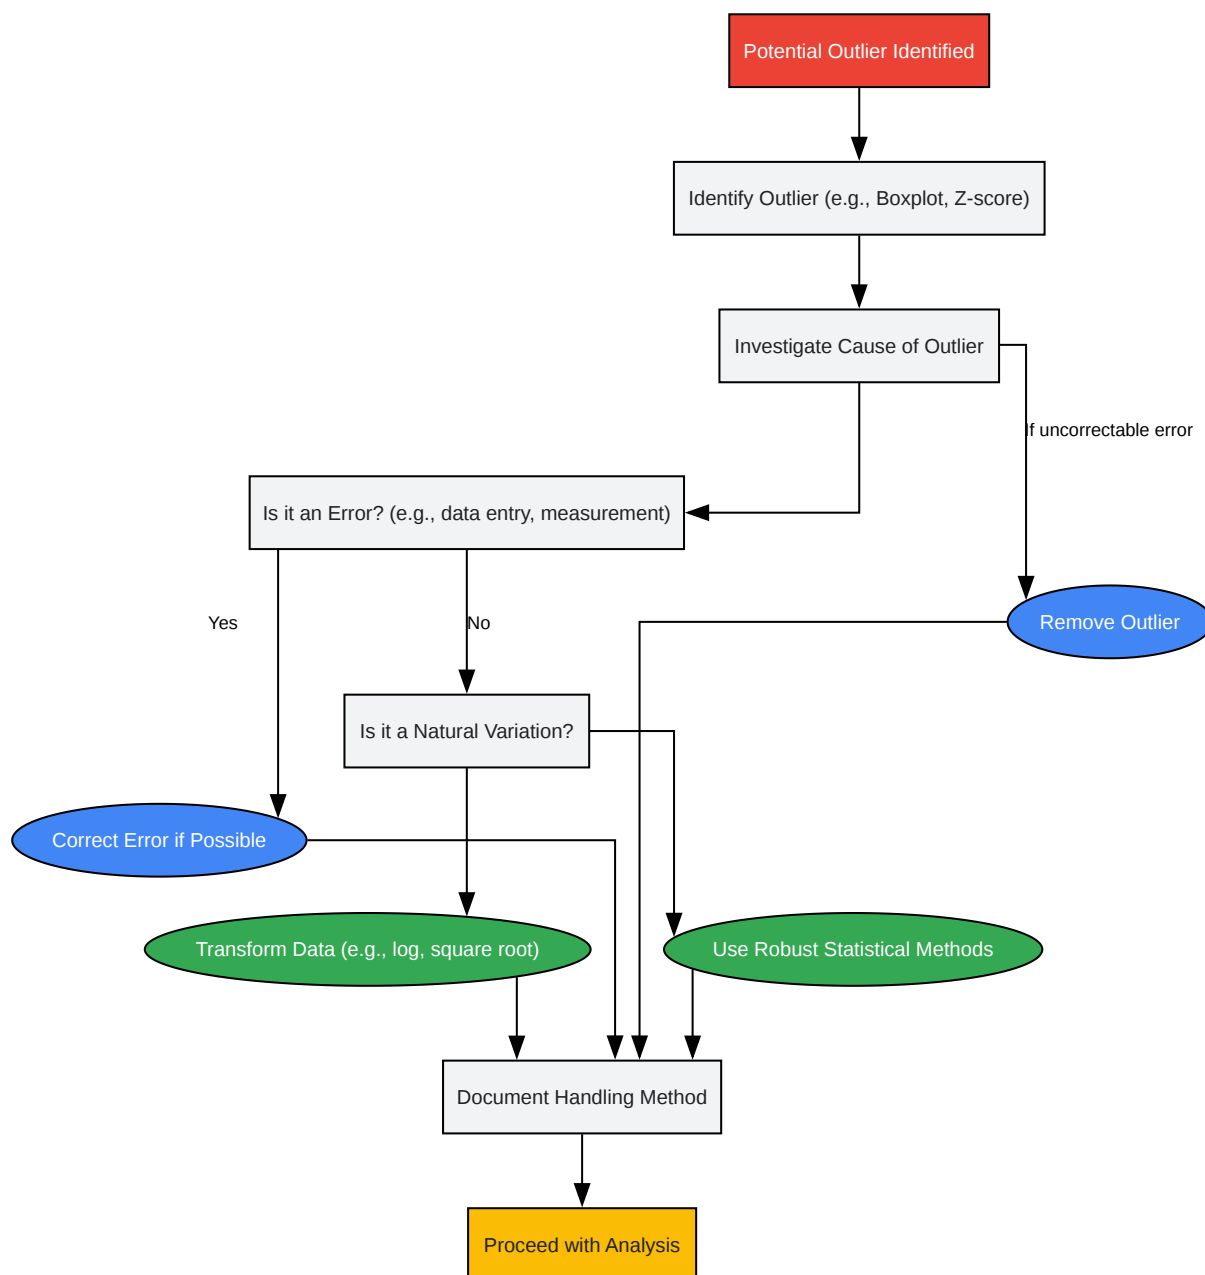 Potential Outlier Identified
Identify Outlier (e.g., Boxplot, Z-score)
Investigate Cause of Outlier
If uncorrectable error
Is it an Error? (e.g., data entry, measurement)
Yes
No
Remove Outlier
Is it a Natural Variation?
Correct Error if Possible
Transform Data (e.g., log, square root)
Use Robust Statistical Methods
Document Handling Method
Proceed with Analysis